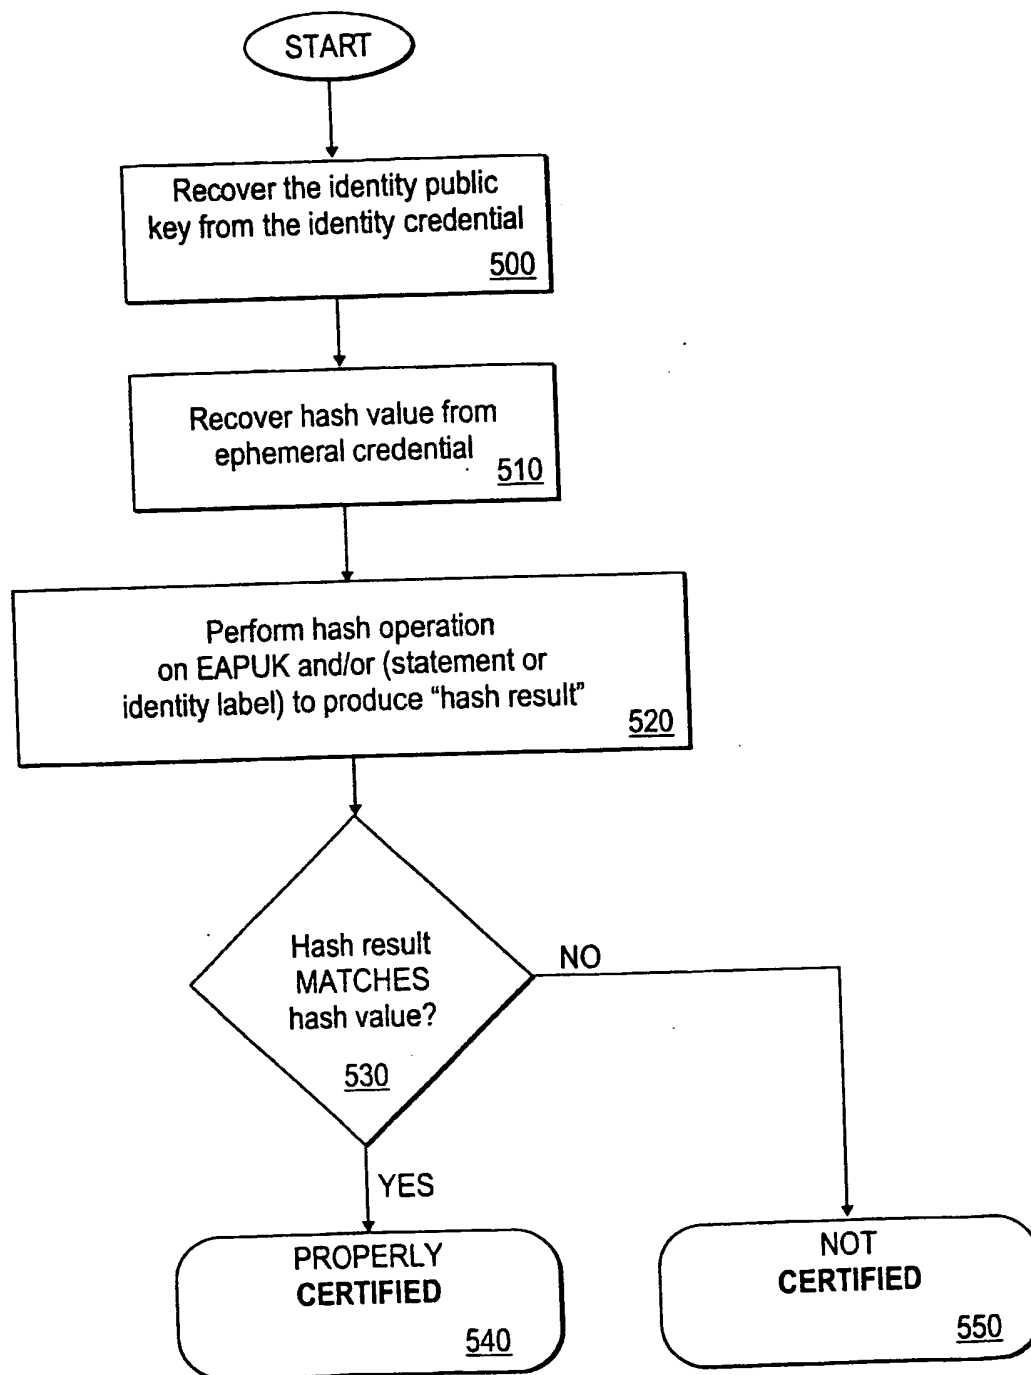 START
Recover the identity public
key from the identity credential
500
Recover hash value from
ephemeral credential
510
Perform hash operation
on EAPUK and/or (statement or
identity label) to produce “hash result”
520
Hash result
MATCHES
hash value?
530
NO
YES
PROPERLY
CERTIFIED
540
NOT
CERTIFIED
550